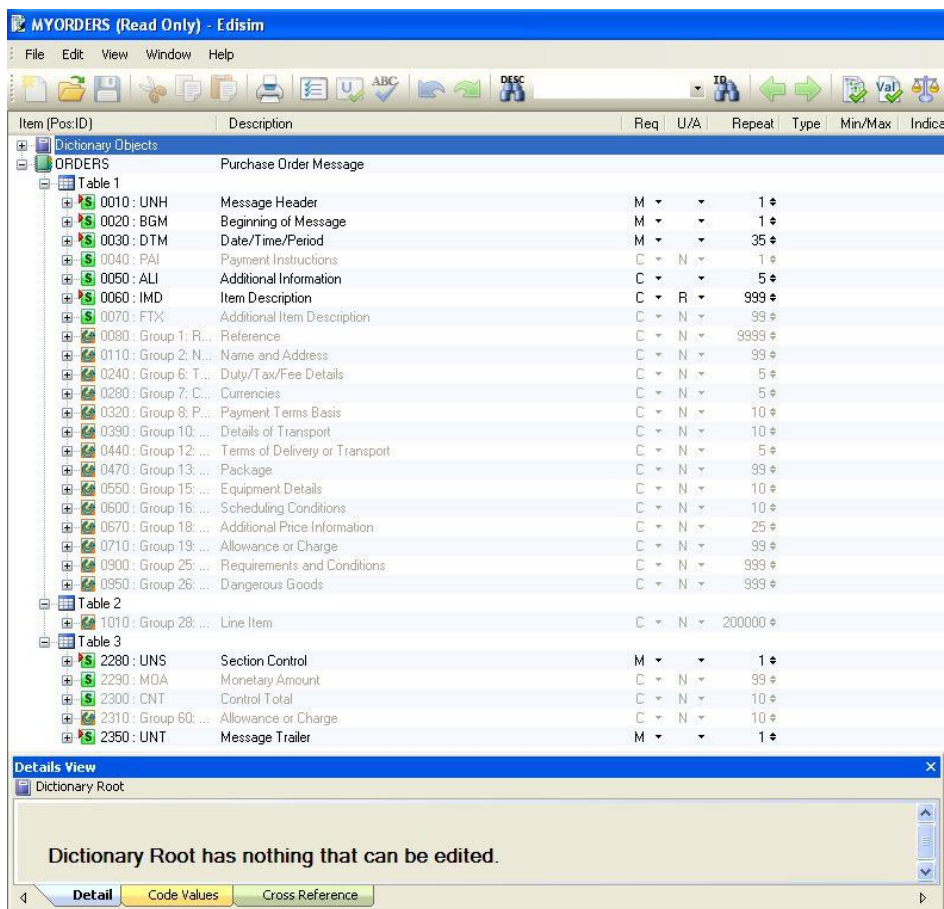 MYORDERS (Read Only) - Edisim
File Edit View Window Help
ABC DESC ID Val
Item (Pos:ID) Description Req U/A Repeat Type Min/Max Indica
Dictionary Objects
ORDERS Purchase Order Message
Table 1
S 0010 : UNH Message Header M 1
S 0020 : BGM Beginning of Message M 1
S 0030 : DTM Date/Time/Period M 35
S 0040 : PAI Payment Instructions C N 1
S 0050 : ALI Additional Information C 5
S 0060 : IMD Item Description C R 999
S 0070 : FTX Additional Item Description C N 99
0080 : Group 1: R... Reference C N 9999
0110 : Group 2: N... Name and Address C N 99
0240 : Group 6: T... Duty/Tax/Fee Details C N 5
0280 : Group 7: C... Currencies C N 5
0320 : Group 8: P... Payment Terms Basis C N 10
0390 : Group 10: ... Details of Transport C N 10
0440 : Group 12: ... Terms of Delivery or Transport C N 5
0470 : Group 13: ... Package C N 99
0550 : Group 15: ... Equipment Details C N 10
0600 : Group 16: ... Scheduling Conditions C N 10
0670 : Group 18: ... Additional Price Information C N 25
0710 : Group 19: ... Allowance or Charge C N 99
0900 : Group 25: ... Requirements and Conditions C N 999
0950 : Group 26: ... Dangerous Goods C N 999
Table 2
1010 : Group 28: ... Line Item C N 200000
Table 3
S 2280 : UNS Section Control M 1
S 2290 : MOA Monetary Amount C N 99
S 2300 : CNT Control Total C N 10
2310 : Group 60: ... Allowance or Charge C N 10
S 2350 : UNT Message Trailer M 1
Details View
Dictionary Root
Dictionary Root has nothing that can be edited.
Detail Code Values Cross Reference